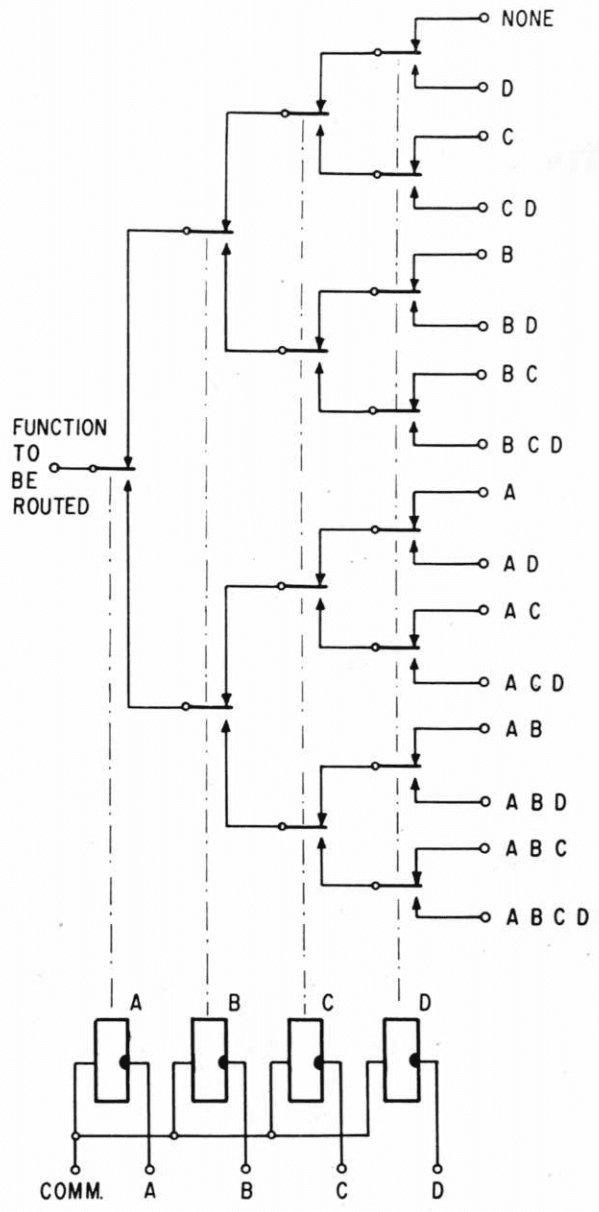 NONE
D
C
C D
B
B D
B C
B C D
FUNCTION
TO
BE
ROUTED
A
A D
A C
A C D
A B
A B D
A B C
A B C D
A B C D
COMM. A B C D